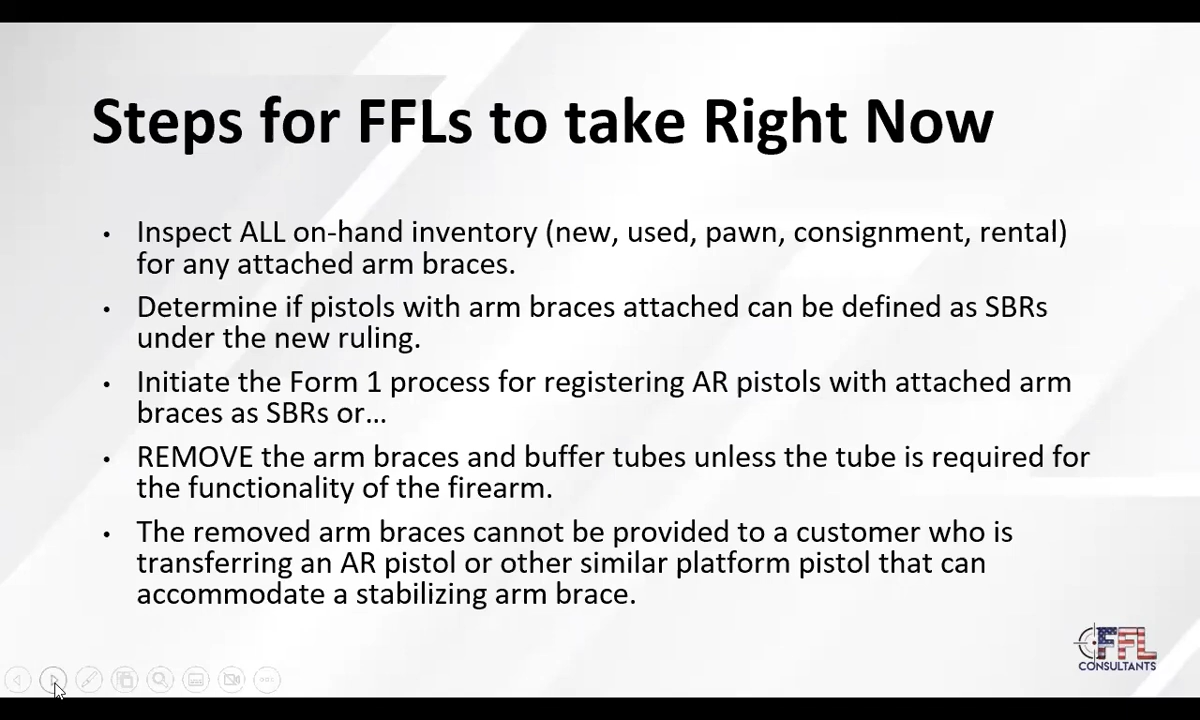 Steps for FFLs to take Right Now
• Inspect ALL on-hand inventory (new, used, pawn, consignment, rental)
for any attached arm braces.
• Determine if pistols with arm braces attached can be defined as SBRs
under the new ruling.
• Initiate the Form 1 process for registering AR pistols with attached arm
braces as SBRs or...
• REMOVE the arm braces and buffer tubes unless the tube is required for
the functionality of the firearm.
• The removed arm braces cannot be provided to a customer who is
transferring an AR pistol or other similar platform pistol that can
accommodate a stabilizing arm brace.
FFL
CONSULTANTS